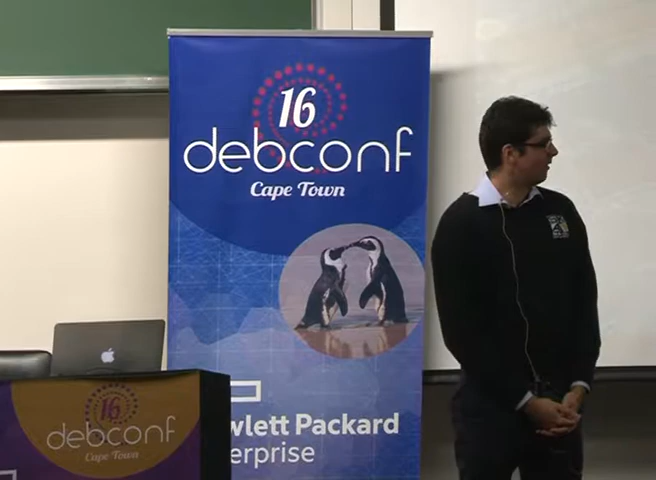 16
debconf
Cape Town
wlett Packard
erprise
16
debconf
Cape Town